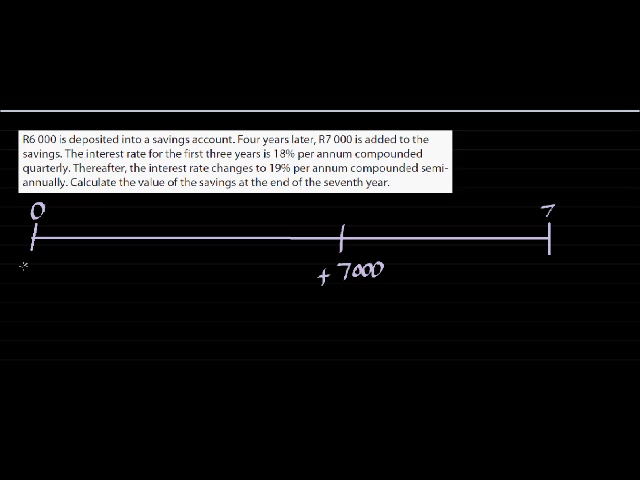 R6 000 is deposited into a savings account. Four years later, R7 000 is added to the
savings. The interest rate for the first three years is 18% per annum compounded
quarterly. Thereafter, the interest rate changes to 19% per annum compounded semi-
annually. Calculate the value of the savings at the end of the seventh year.
0 7
+ 7000